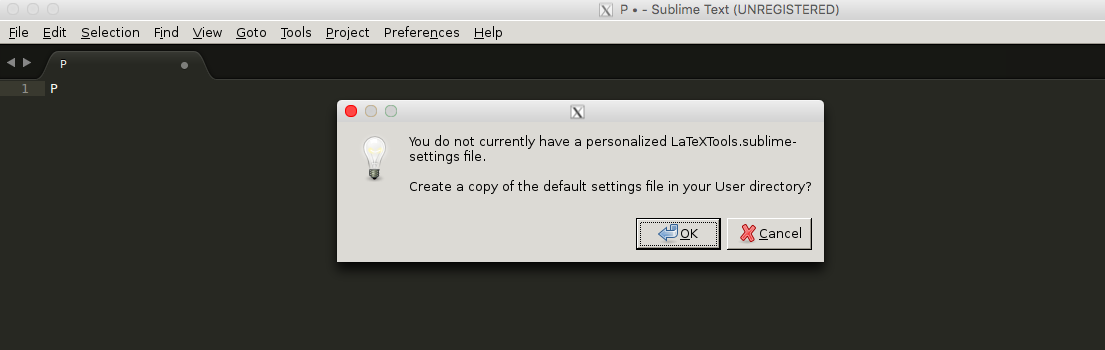 P • - Sublime Text (UNREGISTERED)
File Edit Selection Find View Goto Tools Project Preferences Help
P
1 P
You do not currently have a personalized LaTeXTools.sublime-
settings file.
Create a copy of the default settings file in your User directory?
OK Cancel